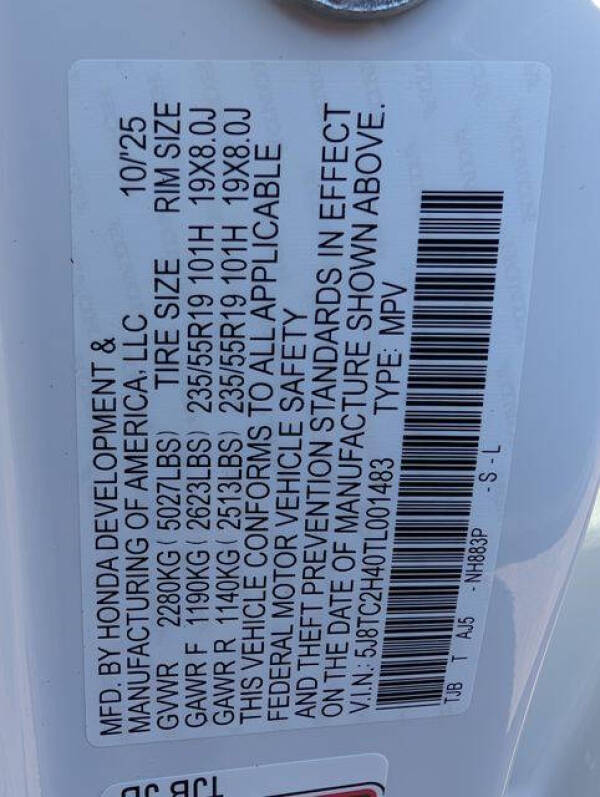 MFD. BY HONDA DEVELOPMENT &
MANUFACTURING OF AMERICA, LLC 10/'25
GVWR 2280KG ( 5027LBS) TIRE SIZE RIM SIZE
GAWR F 1190KG ( 2623LBS) 235/55R19 101H 19X8.0J
GAWR R 1140KG ( 2513LBS) 235/55R19 101H 19X8.0J
THIS VEHICLE CONFORMS TO ALL APPLICABLE
FEDERAL MOTOR VEHICLE SAFETY
AND THEFT PREVENTION STANDARDS IN EFFECT
ON THE DATE OF MANUFACTURE SHOWN ABOVE.
V.I.N.: 5J8TC2H40TL001483 TYPE: MPV
TJB T AJ5 - NH883P - S - L
TJB